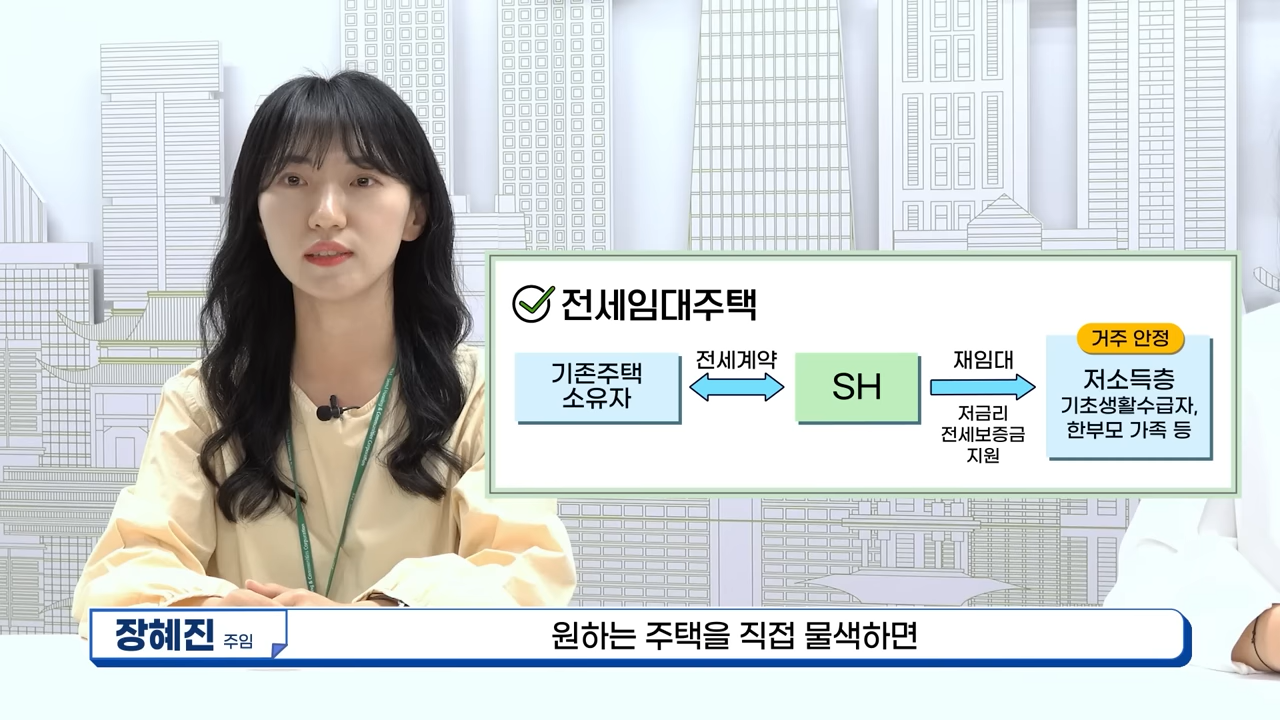 전세임대주택
기존주택
소유자
전세계약
SH
재임대
저금리
전세보증금
지원
거주 안정
저소득층
기초생활수급자,
한부모 가족 등
장혜진 주임
원하는 주택을 직접 물색하면